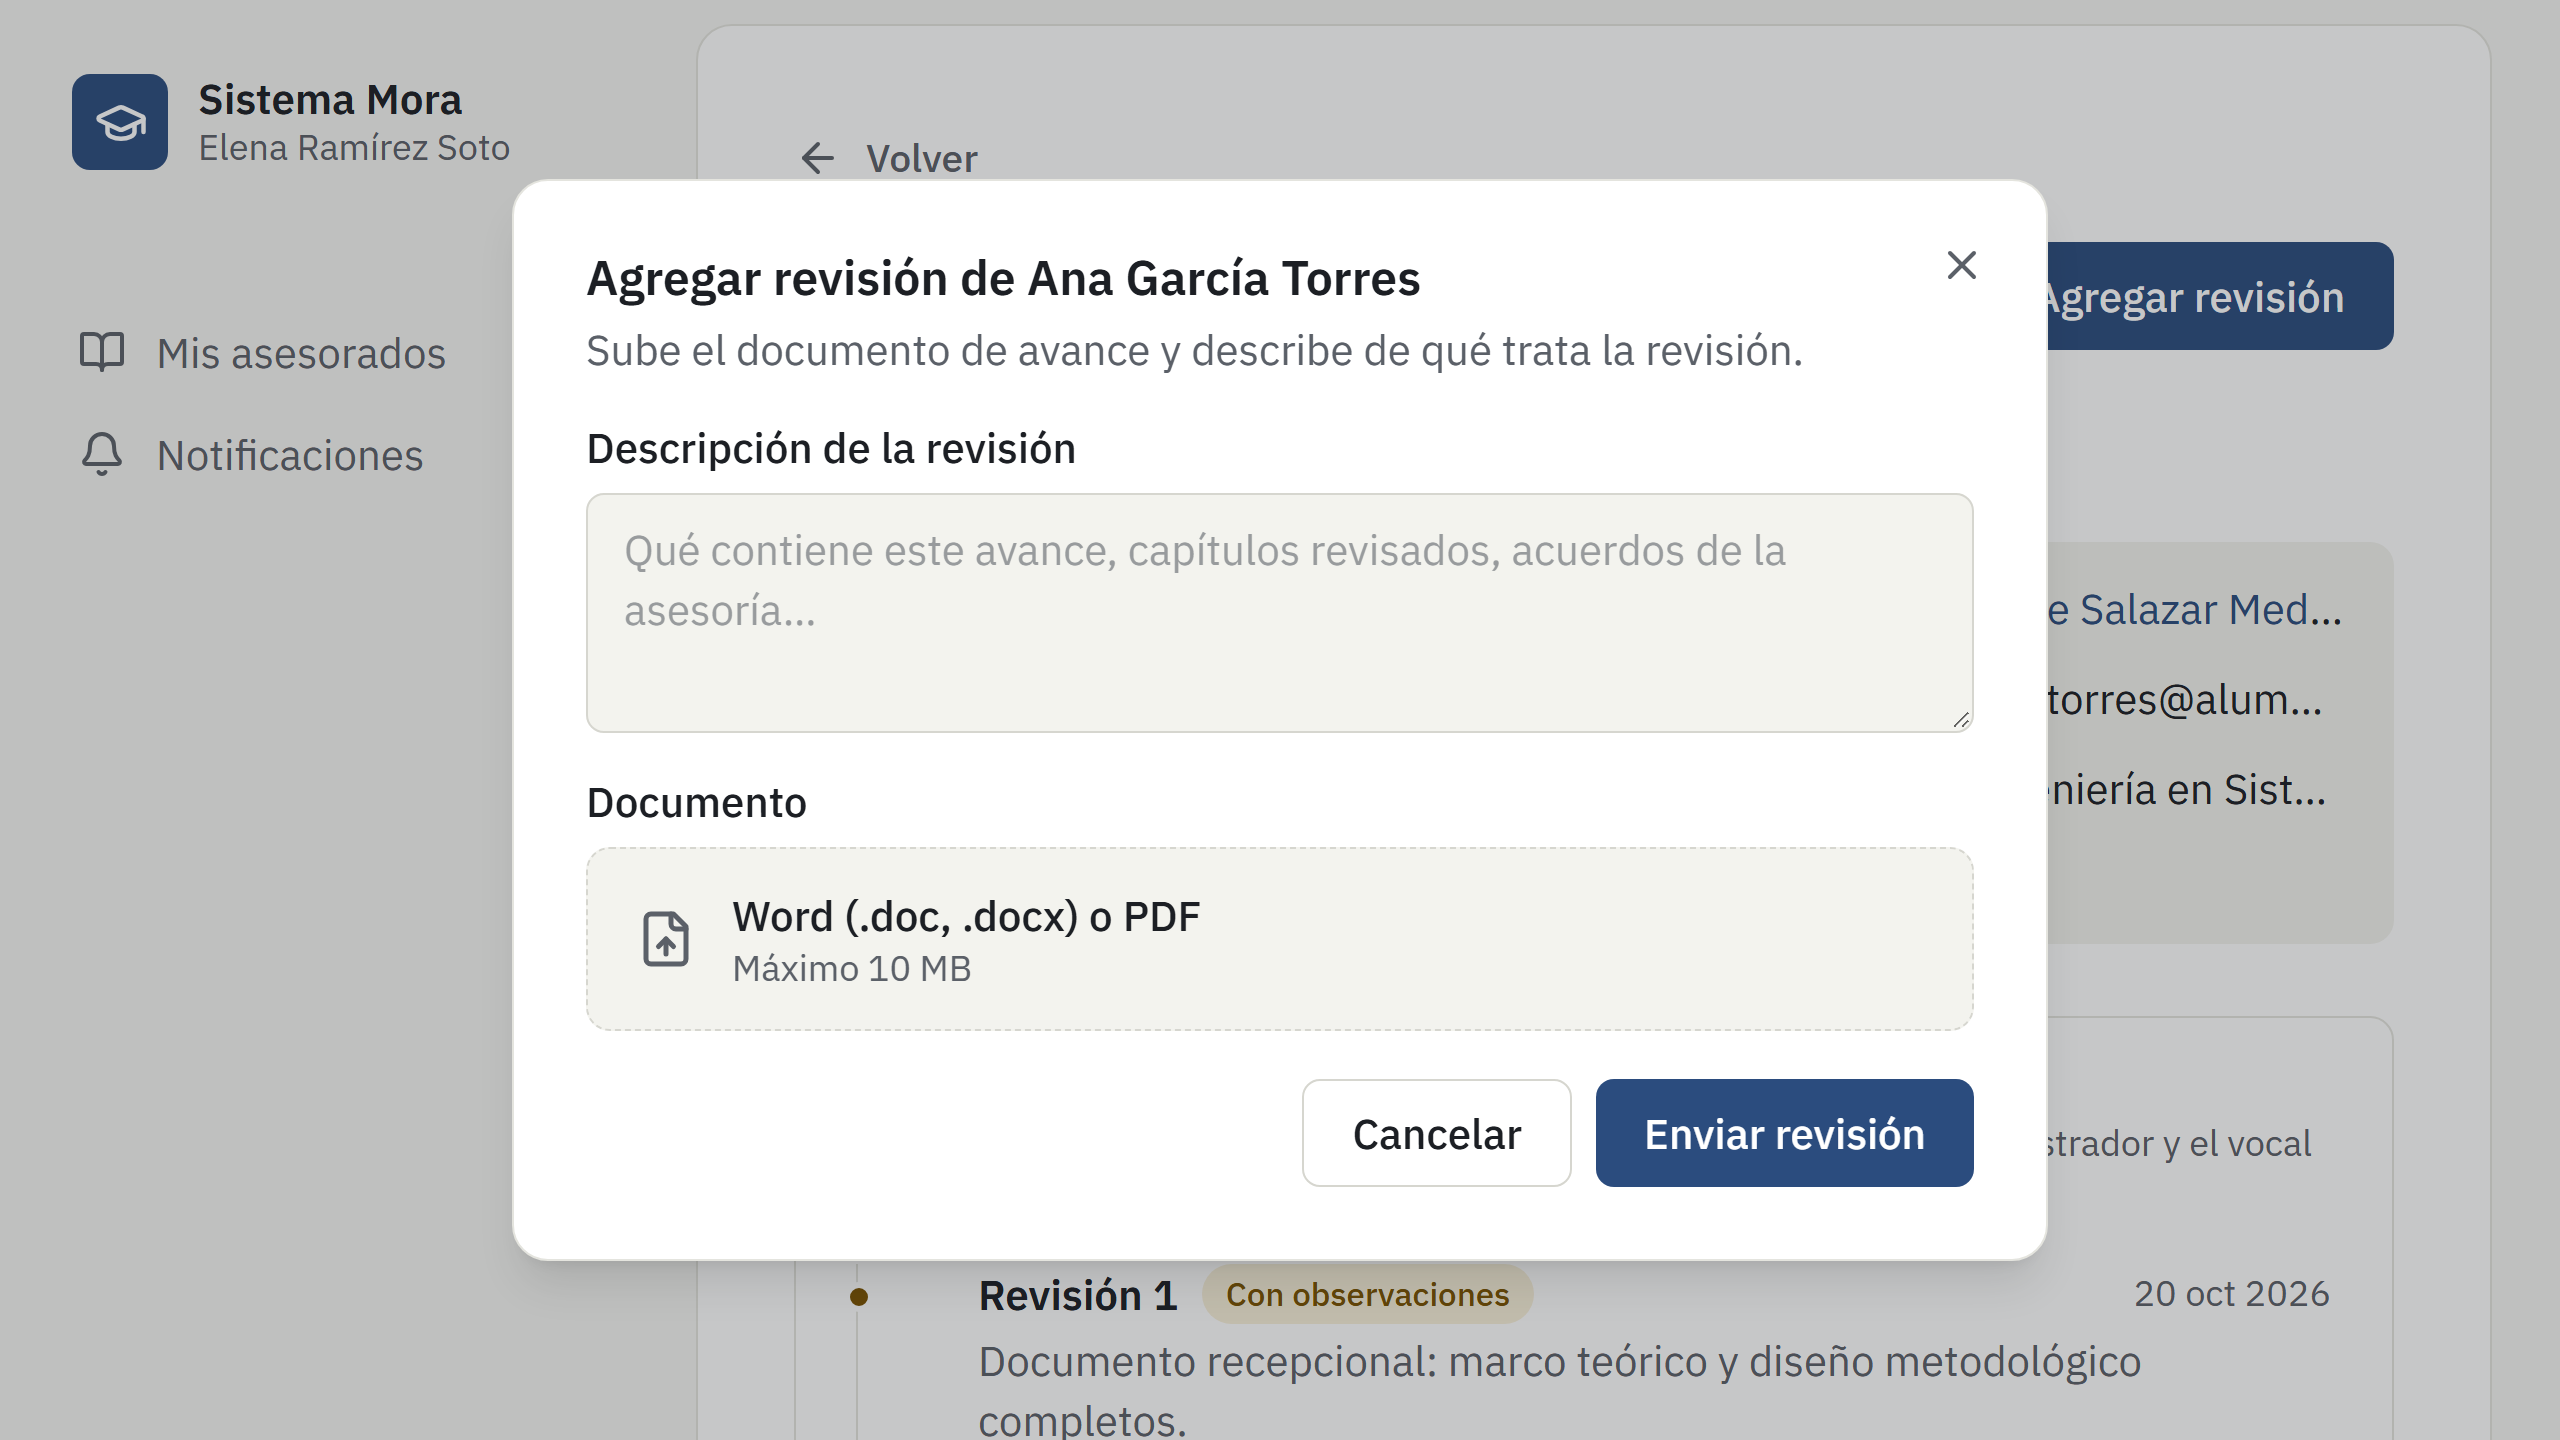 Sistema Mora
Elena Ramírez Soto
Mis asesorados
Notificaciones
Volver
Agregar revisión
Agregar revisión de Ana García Torres
Sube el documento de avance y describe de qué trata la revisión.
Descripción de la revisión
Qué contiene este avance, capítulos revisados, acuerdos de la
asesoría...
Documento
Word (.doc, .docx) o PDF
Máximo 10 MB
Cancelar
Enviar revisión
Salazar Med...
torres@alum...
en Sist...
y el vocal
Revisión 1
Con observaciones
20 oct 2026
Documento recepcional: marco teórico y diseño metodológico
completos.